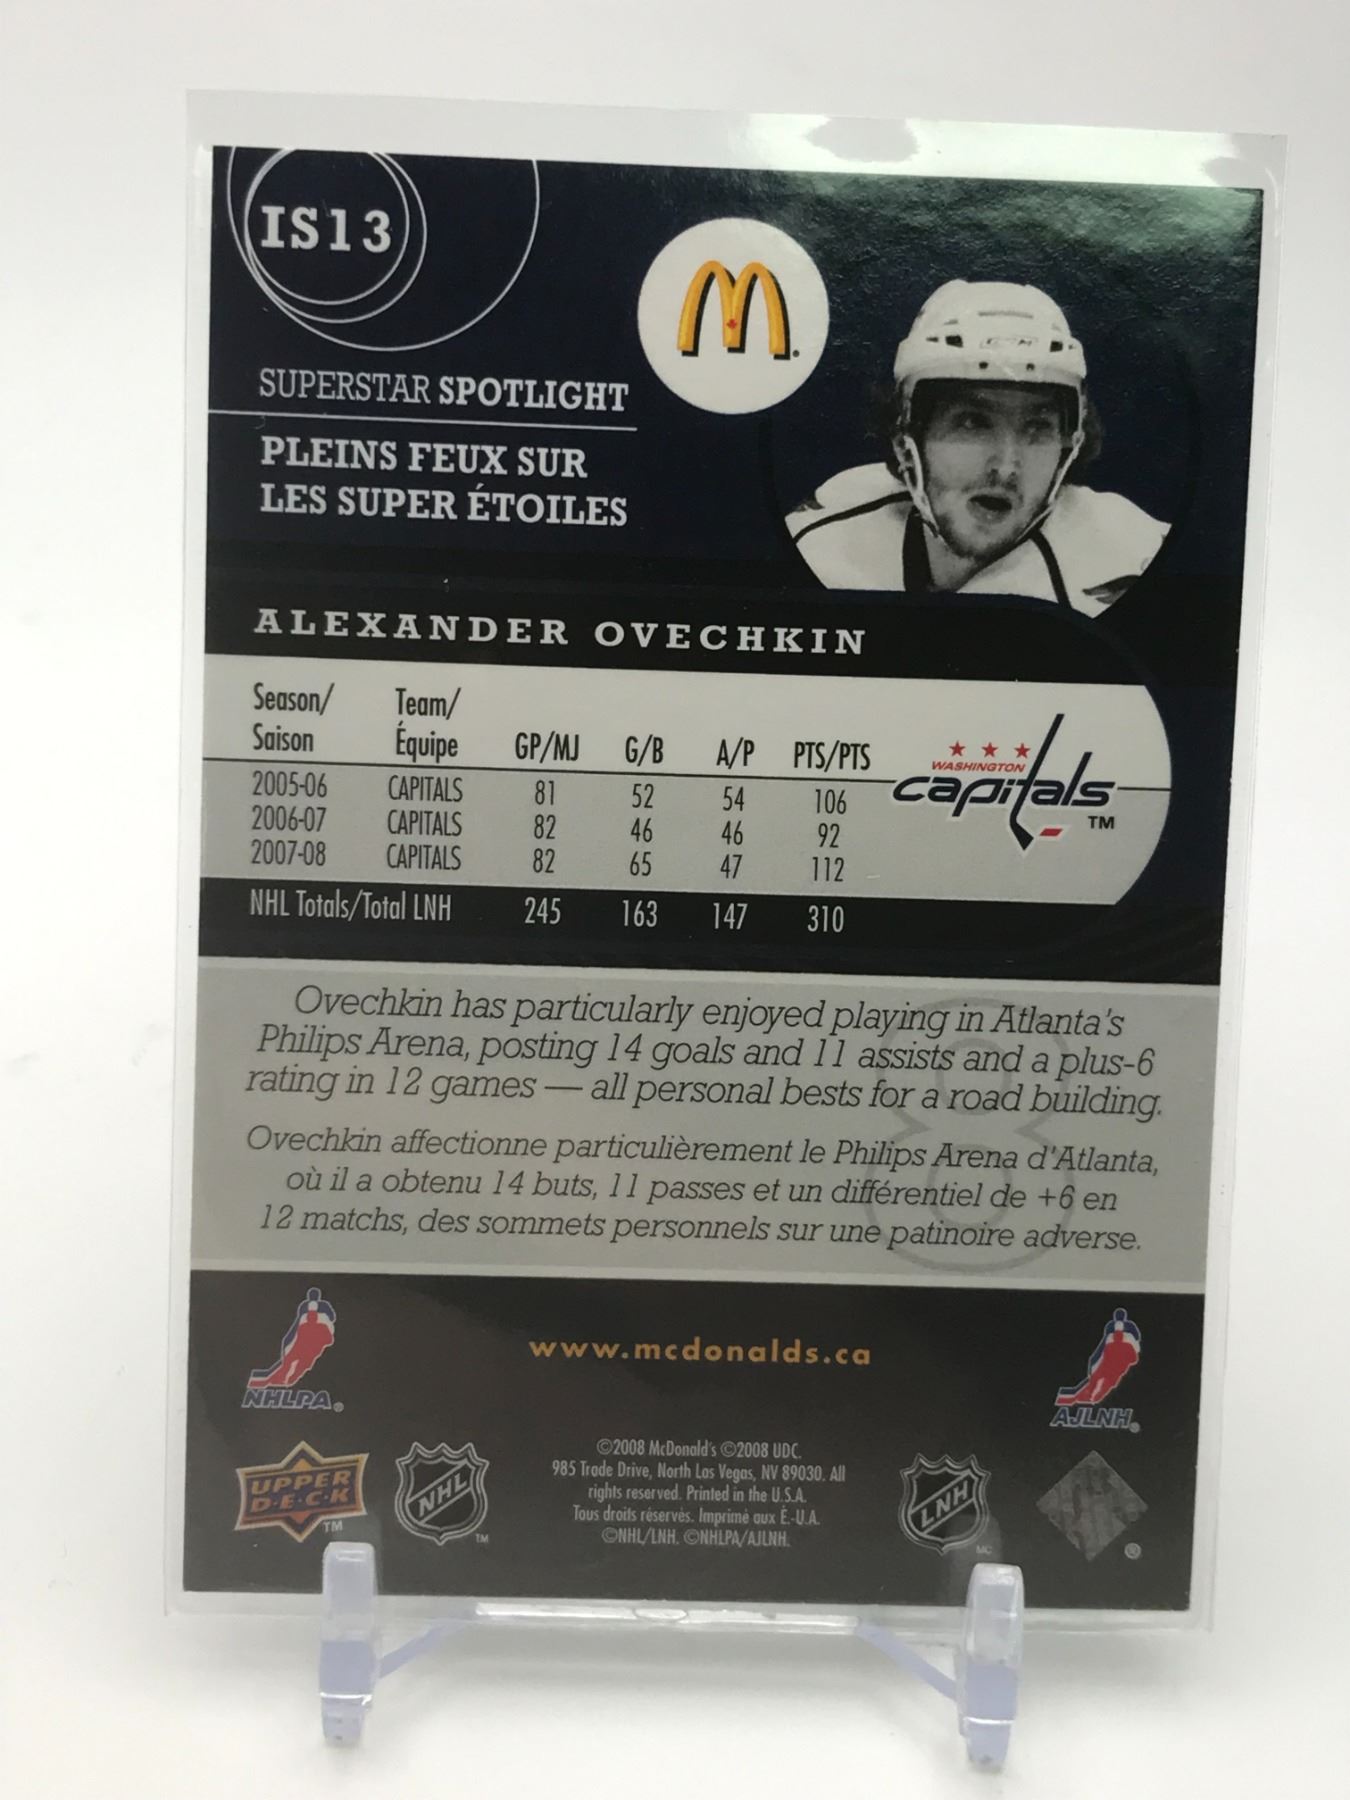 IS13
M
SUPERSTAR SPOTLIGHT
PLEINS FEUX SUR
LES SUPER ÉTOILES
ALEXANDER OVECHKIN
Season/ Team/
Saison Équipe GP/MJ G/B A/P PTS/PTS
2005-06 CAPITALS 81 52 54 106
2006-07 CAPITALS 82 46 46 92
2007-08 CAPITALS 82 65 47 112
NHL Totals/Total LNH 245 163 147 310
WASHINGTON
capitals TM
Ovechkin has particularly enjoyed playing in Atlanta's
Philips Arena, posting 14 goals and 11 assists and a plus-6
rating in 12 games — all personal bests for a road building.
Ovechkin affectionne particulièrement le Philips Arena d'Atlanta,
où il a obtenu 14 buts, 11 passes et un différentiel de +6 en
12 matchs, des sommets personnels sur une patinoire adverse.
8
www.mcdonalds.ca
NHLPA®
AJLNH®
UPPER
D·E·C·K
TM
NHL
TM
©2008 McDonald's ©2008 UDC.
985 Trade Drive, North Las Vegas, NV 89030. All
rights reserved. Printed in the U.S.A.
Tous droits réservés. Imprimé aux É.-U.A.
©NHL/LNH. ©NHLPA/AJLNH.
LNH
MC
®